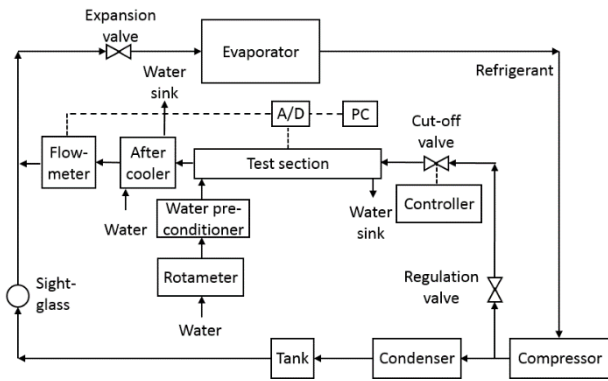 Expansion
valve
Evaporator
Refrigerant
Water
sink
A/D
PC
Cut-off
valve
Flow-
meter
After
cooler
Test section
Water
Water pre-
conditioner
Water
sink
Controller
Rotameter
Regulation
valve
Sight-
glass
Water
Tank
Condenser
Compressor